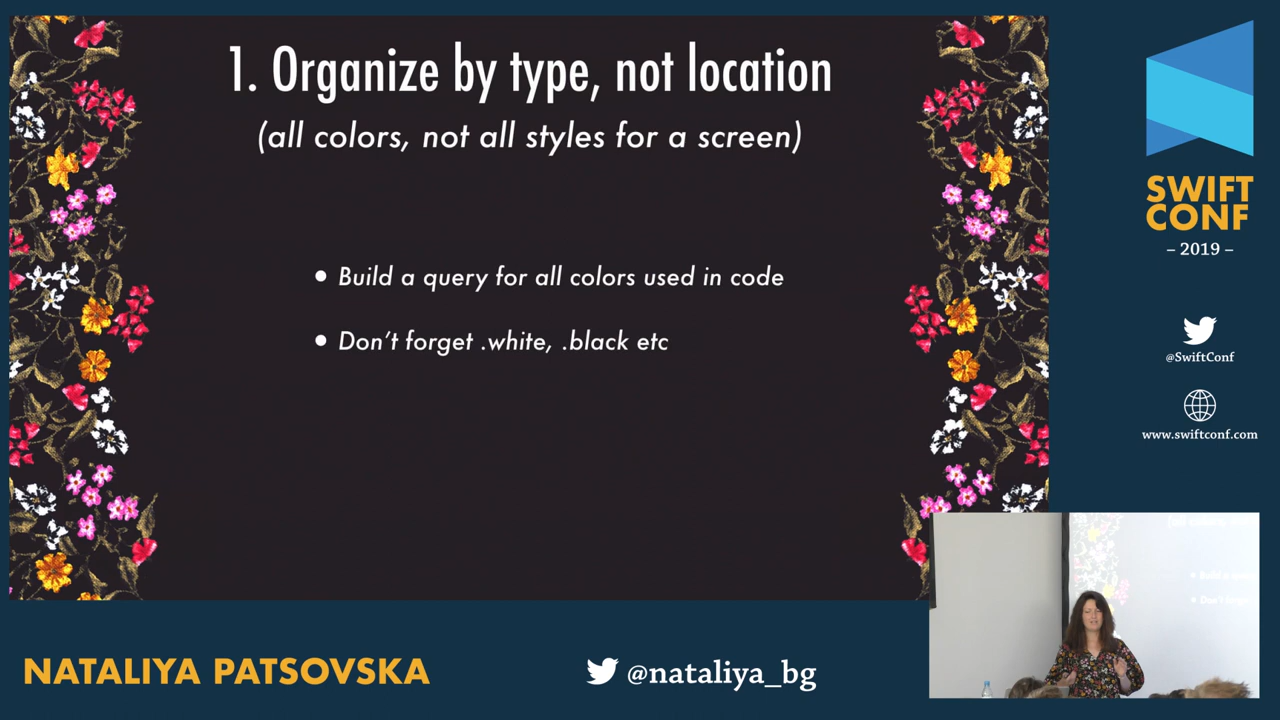 1. Organize by type, not location
(all colors, not all styles for a screen)
• Build a query for all colors used in code
• Don't forget .white, .black etc
SWIFT
CONF
– 2019 –
@SwiftConf
www.swiftconf.com
NATALIYA PATSOVSKA
@nataliya_bg